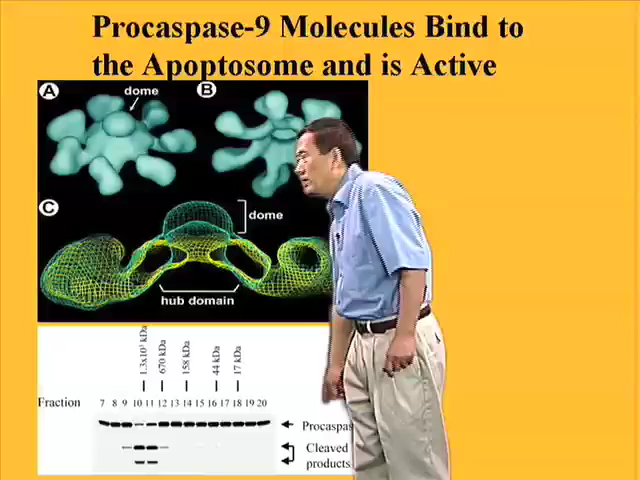 Procaspase-9 Molecules Bind to
the Apoptosome and is Active
A
dome
B
C
dome
hub domain
1.3x10³ kDa
670 kDa
158 kDa
44 kDa
17 kDa
Fraction 7 8 9 10 11 12 13 14 15 16 17 18 19 20
Procaspas
Cleaved
products